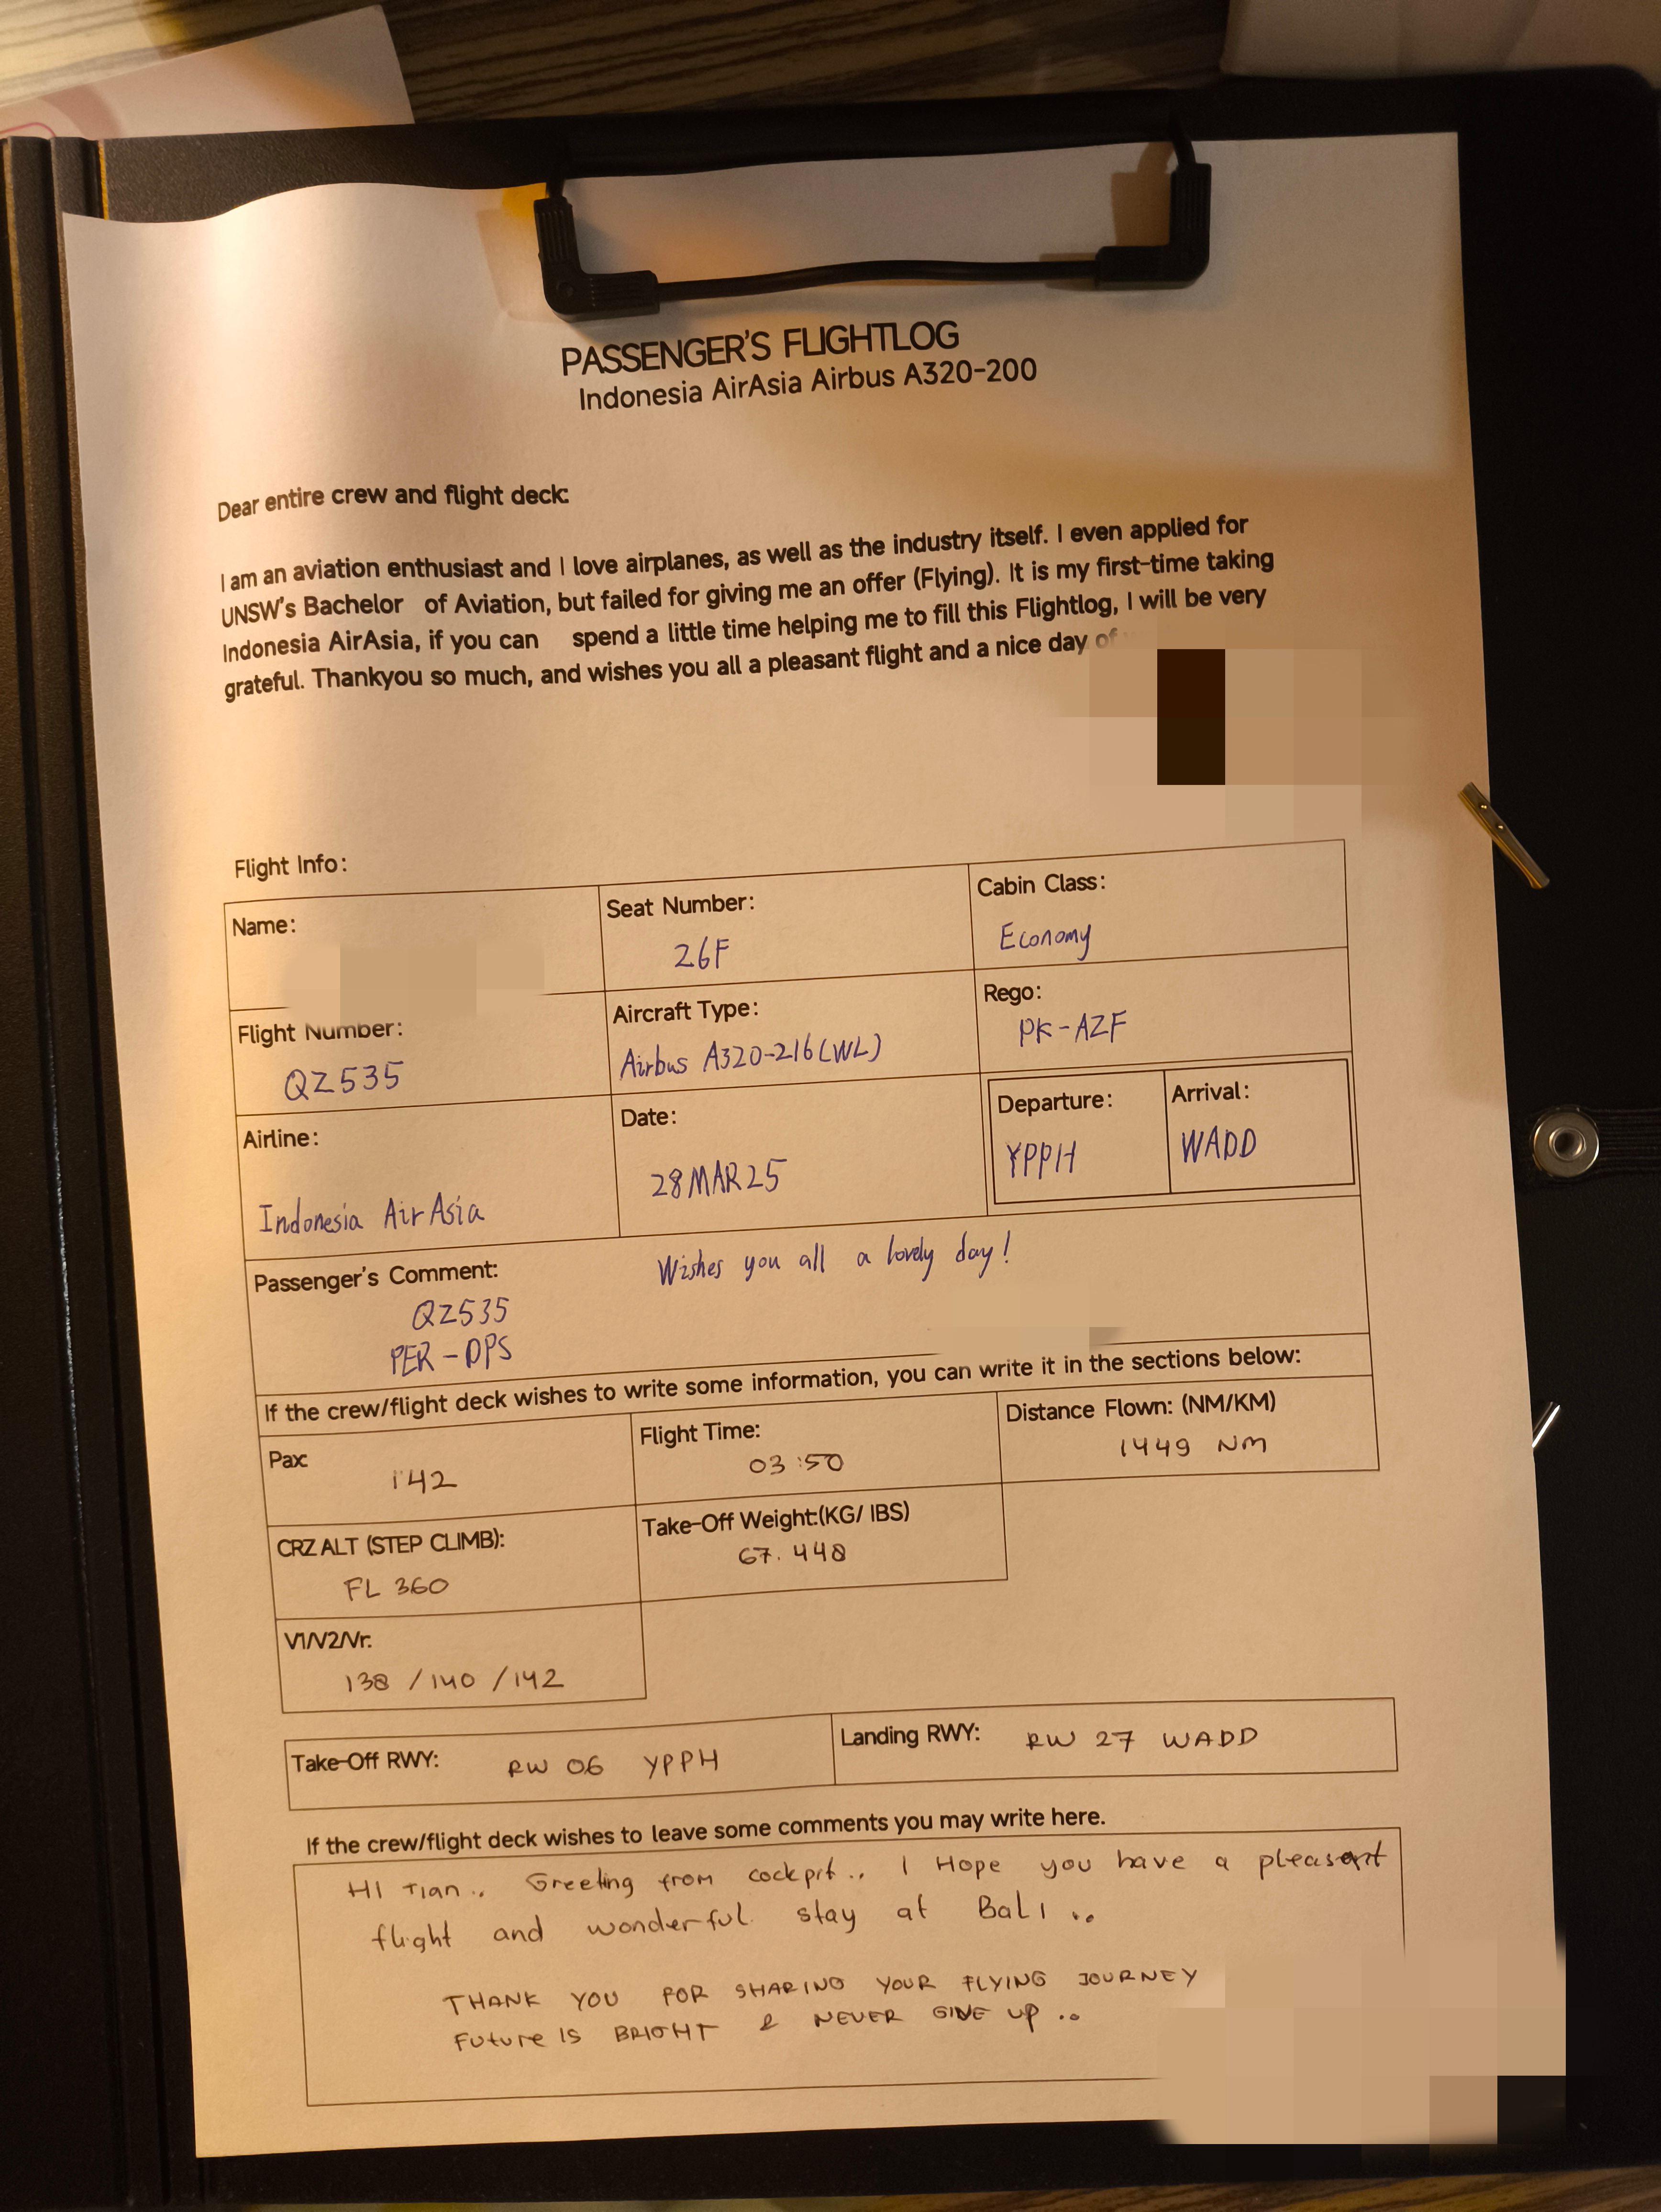 PASSENGER'S FLIGHTLOG
Indonesia AirAsia Airbus A320-200
Dear entire crew and flight deck:
I am an aviation enthusiast and I love airplanes, as well as the industry itself. I even applied for
UNSW's Bachelor of Aviation, but failed for giving me an offer (Flying). It is my first-time taking
Indonesia AirAsia, if you can spend a little time helping me to fill this Flightlog, I will be very
grateful. Thankyou so much, and wishes you all a pleasant flight and a nice day of
Flight Info:
Name:
Seat Number:
26F
Cabin Class:
Economy
Flight Number:
QZ535
Aircraft Type:
Airbus A320-216(WL)
Rego:
PK-AZF
Airline:
Indonesia AirAsia
Date:
28MAR25
Departure:
YPPH
Arrival:
WADD
Passenger's Comment:
QZ535
PER-DPS
Wishes you all a lovely day!
If the crew/flight deck wishes to write some information, you can write it in the sections below:
Pax:
142
Flight Time:
03:50
Distance Flown: (NM/KM)
1449 NM
CRZ ALT (STEP CLIMB):
FL 360
Take-Off Weight:(KG/ IBS)
67.448
V1/V2/Vr:
138 / 140 / 142
Take-Off RWY: RW 06 YPPH
Landing RWY: RW 27 WADD
If the crew/flight deck wishes to leave some comments you may write here.
HI Tian.. Greeting from cockpit.. I Hope you have a pleasant
flight and wonderful stay at Bali..
THANK YOU FOR SHARING YOUR FLYING JOURNEY
Future IS BRIGHT & NEVER GIVE UP..